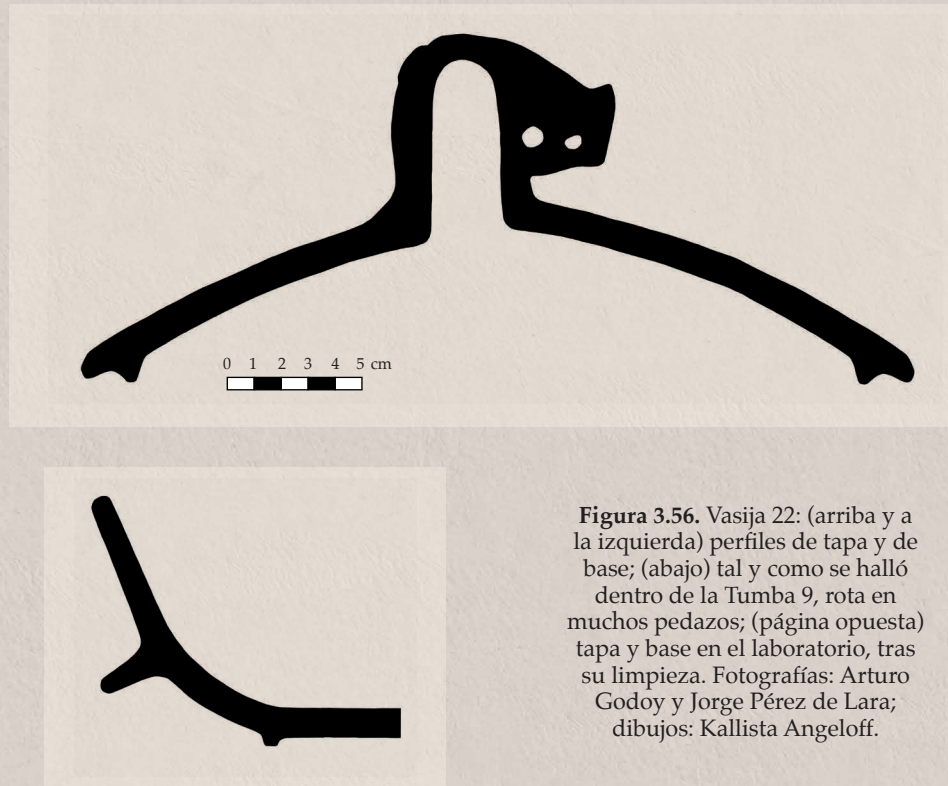 0 1 2 3 4 5 cm
Figura 3.56. Vasija 22: (arriba y a
la izquierda) perfiles de tapa y de
base; (abajo) tal y como se halló
dentro de la Tumba 9, rota en
muchos pedazos; (página opuesta)
tapa y base en el laboratorio, tras
su limpieza. Fotografías: Arturo
Godoy y Jorge Pérez de Lara;
dibujos: Kallista Angeloff.